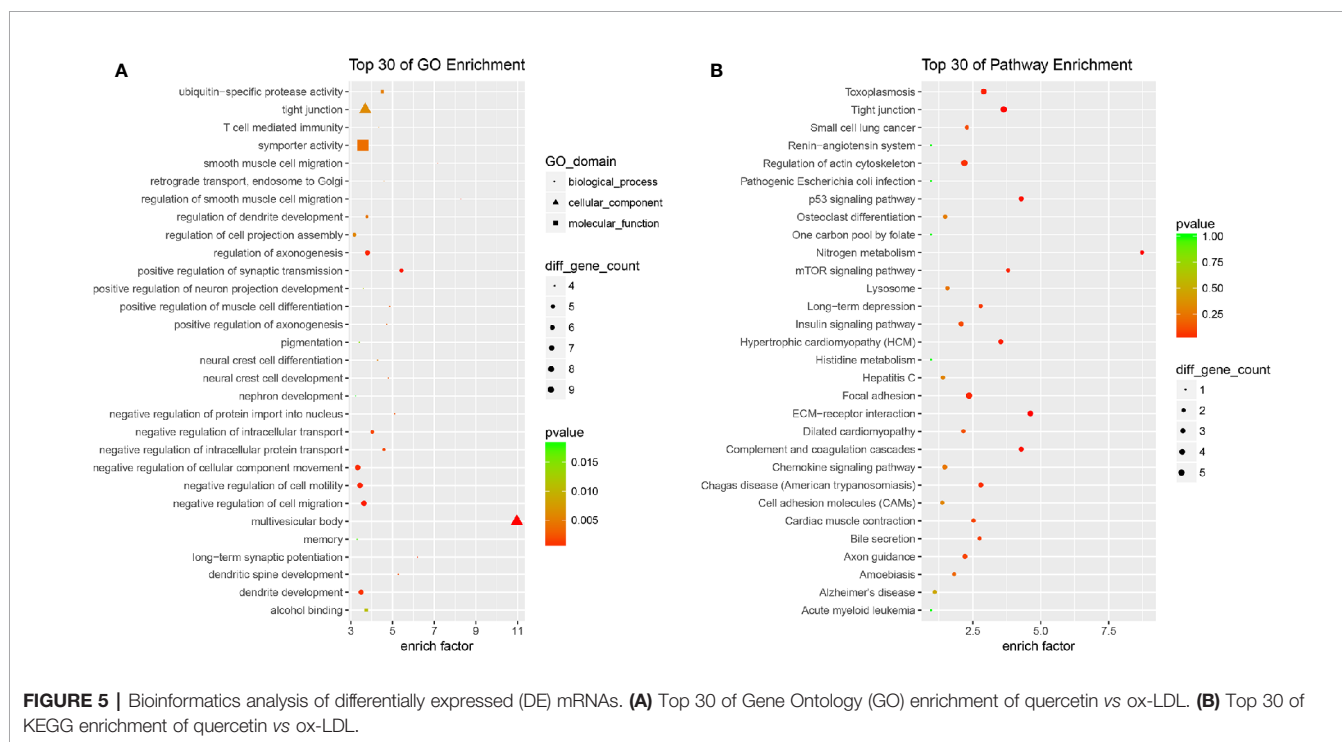 A
Top 30 of GO Enrichment
ubiquitin-specific protease activity
tight junction
T cell mediated immunity
symporter activity
smooth muscle cell migration
retrograde transport, endosome to Golgi
regulation of smooth muscle cell migration
regulation of dendrite development
regulation of cell projection assembly
regulation of axonogenesis
positive regulation of synaptic transmission
positive regulation of neuron projection development
positive regulation of muscle cell differentiation
positive regulation of axonogenesis
pigmentation
neural crest cell differentiation
neural crest cell development
nephron development
negative regulation of protein import into nucleus
negative regulation of intracellular transport
negative regulation of intracellular protein transport
negative regulation of cellular component movement
negative regulation of cell motility
negative regulation of cell migration
multivesicular body
memory
long-term synaptic potentiation
dendritic spine development
dendrite development
alcohol binding
3 5 7 9 11
enrich factor
GO_domain
biological_process
cellular_component
molecular_function
diff_gene_count
4
5
6
7
8
9
pvalue
0.015
0.010
0.005
B
Top 30 of Pathway Enrichment
Toxoplasmosis
Tight junction
Small cell lung cancer
Renin-angiotensin system
Regulation of actin cytoskeleton
Pathogenic Escherichia coli infection
p53 signaling pathway
Osteoclast differentiation
One carbon pool by folate
Nitrogen metabolism
mTOR signaling pathway
Lysosome
Long-term depression
Insulin signaling pathway
Hypertrophic cardiomyopathy (HCM)
Histidine metabolism
Hepatitis C
Focal adhesion
ECM-receptor interaction
Dilated cardiomyopathy
Complement and coagulation cascades
Chemokine signaling pathway
Chagas disease (American trypanosomiasis)
Cell adhesion molecules (CAMs)
Cardiac muscle contraction
Bile secretion
Axon guidance
Amoebiasis
Alzheimer's disease
Acute myeloid leukemia
2.5 5.0 7.5
enrich factor
pvalue
1.00
0.75
0.50
0.25
diff_gene_count
1
2
3
4
5
FIGURE 5 | Bioinformatics analysis of differentially expressed (DE) mRNAs. (A) Top 30 of Gene Ontology (GO) enrichment of quercetin vs ox-LDL. (B) Top 30 of
KEGG enrichment of quercetin vs ox-LDL.